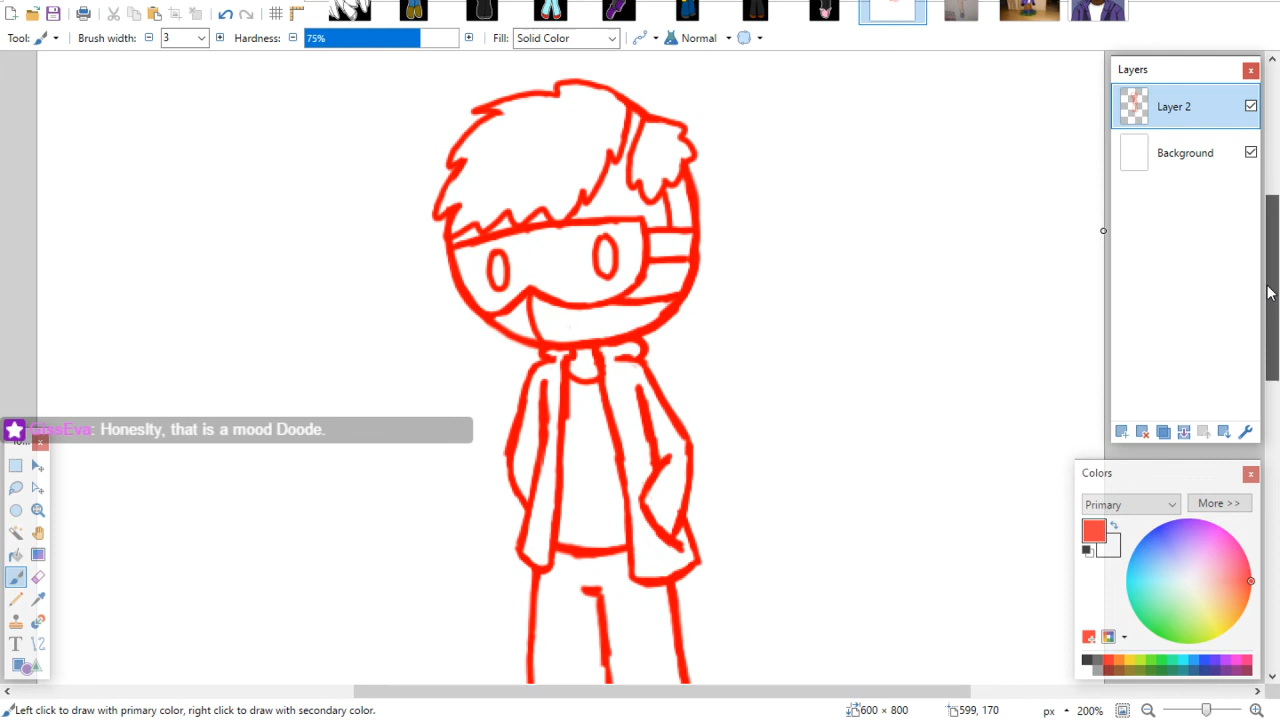 Tool:
Brush width:
3
Hardness:
75%
Fill:
Solid Color
Normal
Layers
Layer 2
Background
GissEva: Honeslty, that is a mood Doode.
Colors
Primary
More >>
T
Left click to draw with primary color, right click to draw with secondary color.
600 × 800
599, 170
px
200%